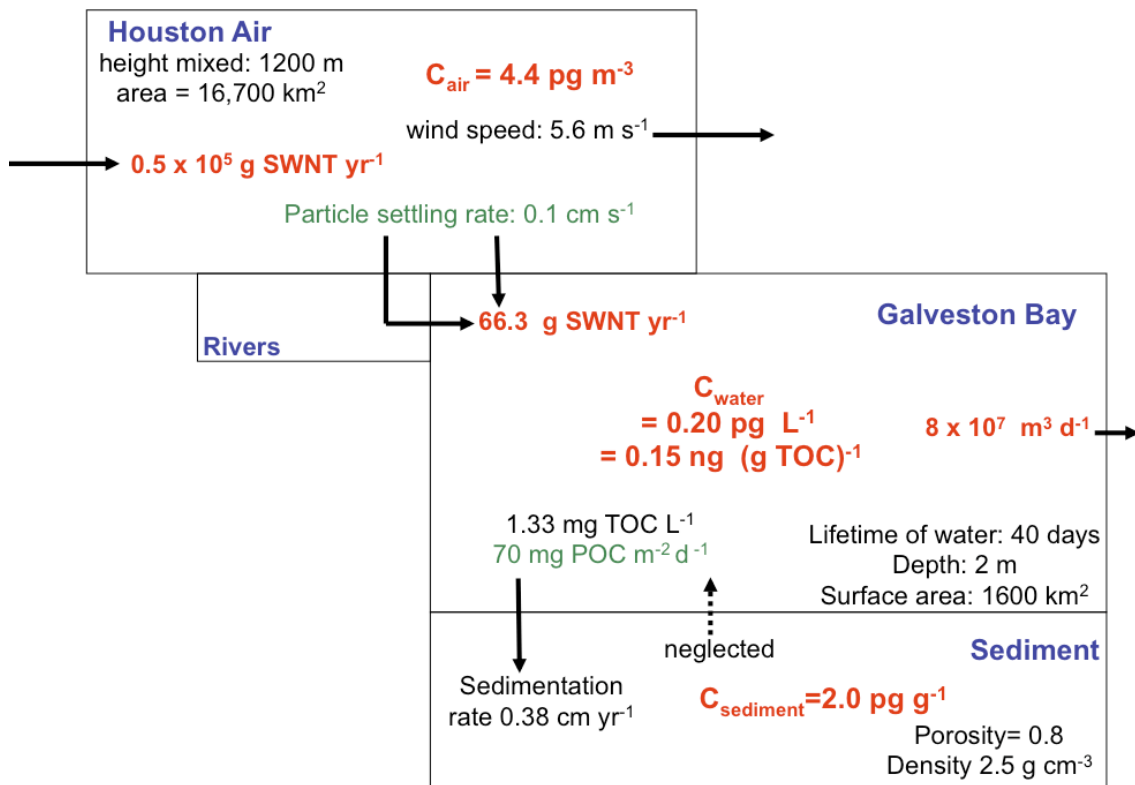 Houston Air
height mixed: 1200 m
area = 16,700 km²
C_air = 4.4 pg m⁻³
wind speed: 5.6 m s⁻¹
0.5 x 10⁵ g SWNT yr⁻¹
Particle settling rate: 0.1 cm s⁻¹
66.3 g SWNT yr⁻¹
Galveston Bay
Rivers
C_water
= 0.20 pg L⁻¹
= 0.15 ng (g TOC)⁻¹
8 x 10⁷ m³ d⁻¹
1.33 mg TOC L⁻¹
70 mg POC m⁻² d⁻¹
Lifetime of water: 40 days
Depth: 2 m
Surface area: 1600 km²
neglected
Sediment
Sedimentation
rate 0.38 cm yr⁻¹
C_sediment=2.0 pg g⁻¹
Porosity= 0.8
Density 2.5 g cm⁻³